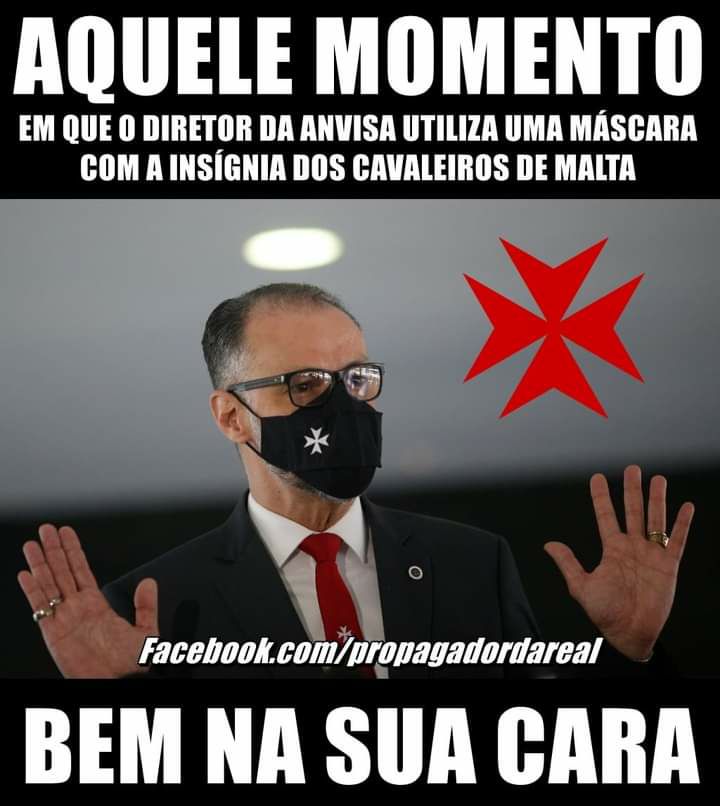 AQUELE MOMENTO
EM QUE O DIRETOR DA ANVISA UTILIZA UMA MÁSCARA
COM A INSÍGNIA DOS CAVALEIROS DE MALTA
Facebook.com/propagadordareal
BEM NA SUA CARA